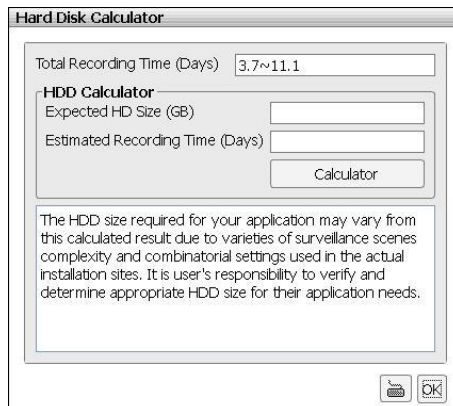 Hard Disk Calculator
Total Recording Time (Days) 3.7~11.1
HDD Calculator
Expected HD Size (GB)
Estimated Recording Time (Days)
Calculator
The HDD size required for your application may vary from
this calculated result due to varieties of surveillance scenes
complexity and combinatorial settings used in the actual
installation sites. It is user's responsibility to verify and
determine appropriate HDD size for their application needs.
OK